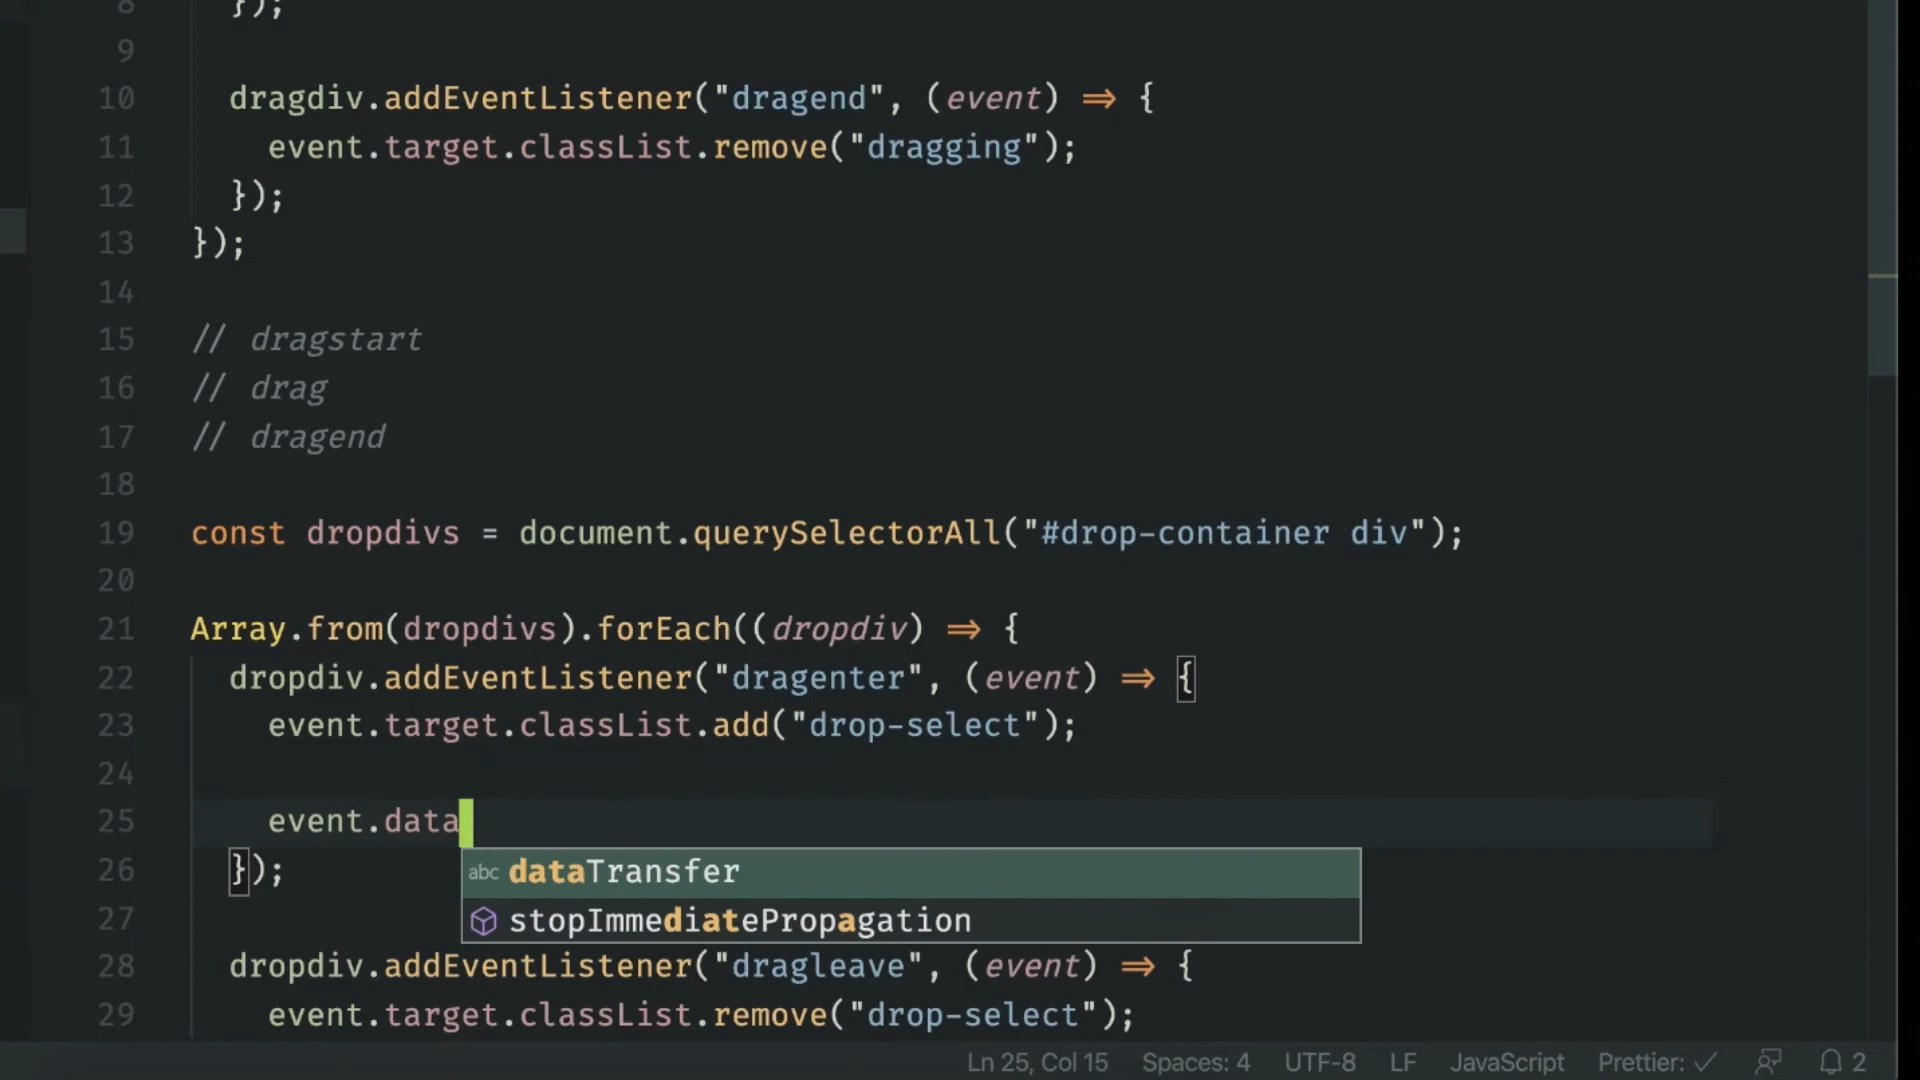 8 });
9
10 dragdiv.addEventListener("dragend", (event) => {
11 event.target.classList.remove("dragging");
12 });
13 });
14
15 // dragstart
16 // drag
17 // dragend
18
19 const dropdivs = document.querySelectorAll("#drop-container div");
20
21 Array.from(dropdivs).forEach((dropdiv) => {
22 dropdiv.addEventListener("dragenter", (event) => {
23 event.target.classList.add("drop-select");
24
25 event.data
abc dataTransfer
26 });
stopImmediatePropagation
27
28 dropdiv.addEventListener("dragleave", (event) => {
29 event.target.classList.remove("drop-select");
Ln 25, Col 15 Spaces: 4 UTF-8 LF JavaScript Prettier: ✓ 2